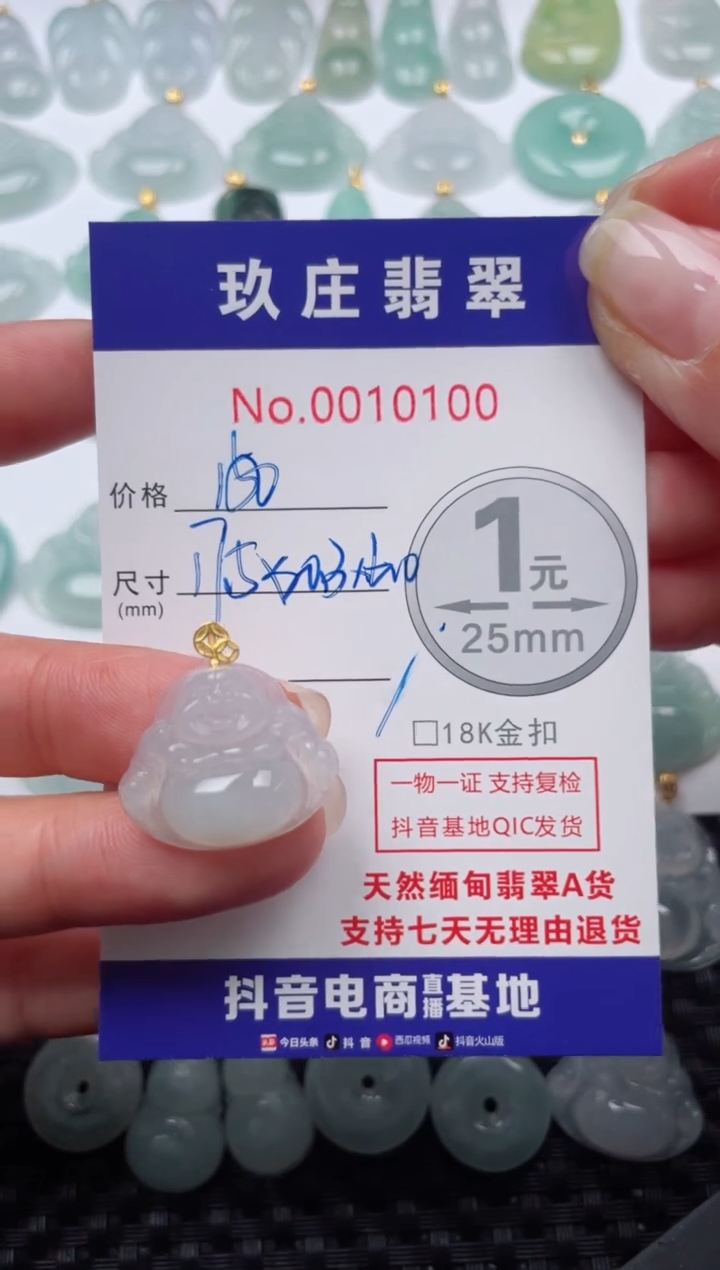 玖庄翡翠
No.0010100
价格
尺寸
(mm)
1元
25mm
□18K金扣
一物一证 支持复检
抖音基地QIC发货
天然缅甸翡翠A货
支持七天无理由退货
抖音电商直播基地
头条 今日头条 抖音 西瓜视频 抖音火山版